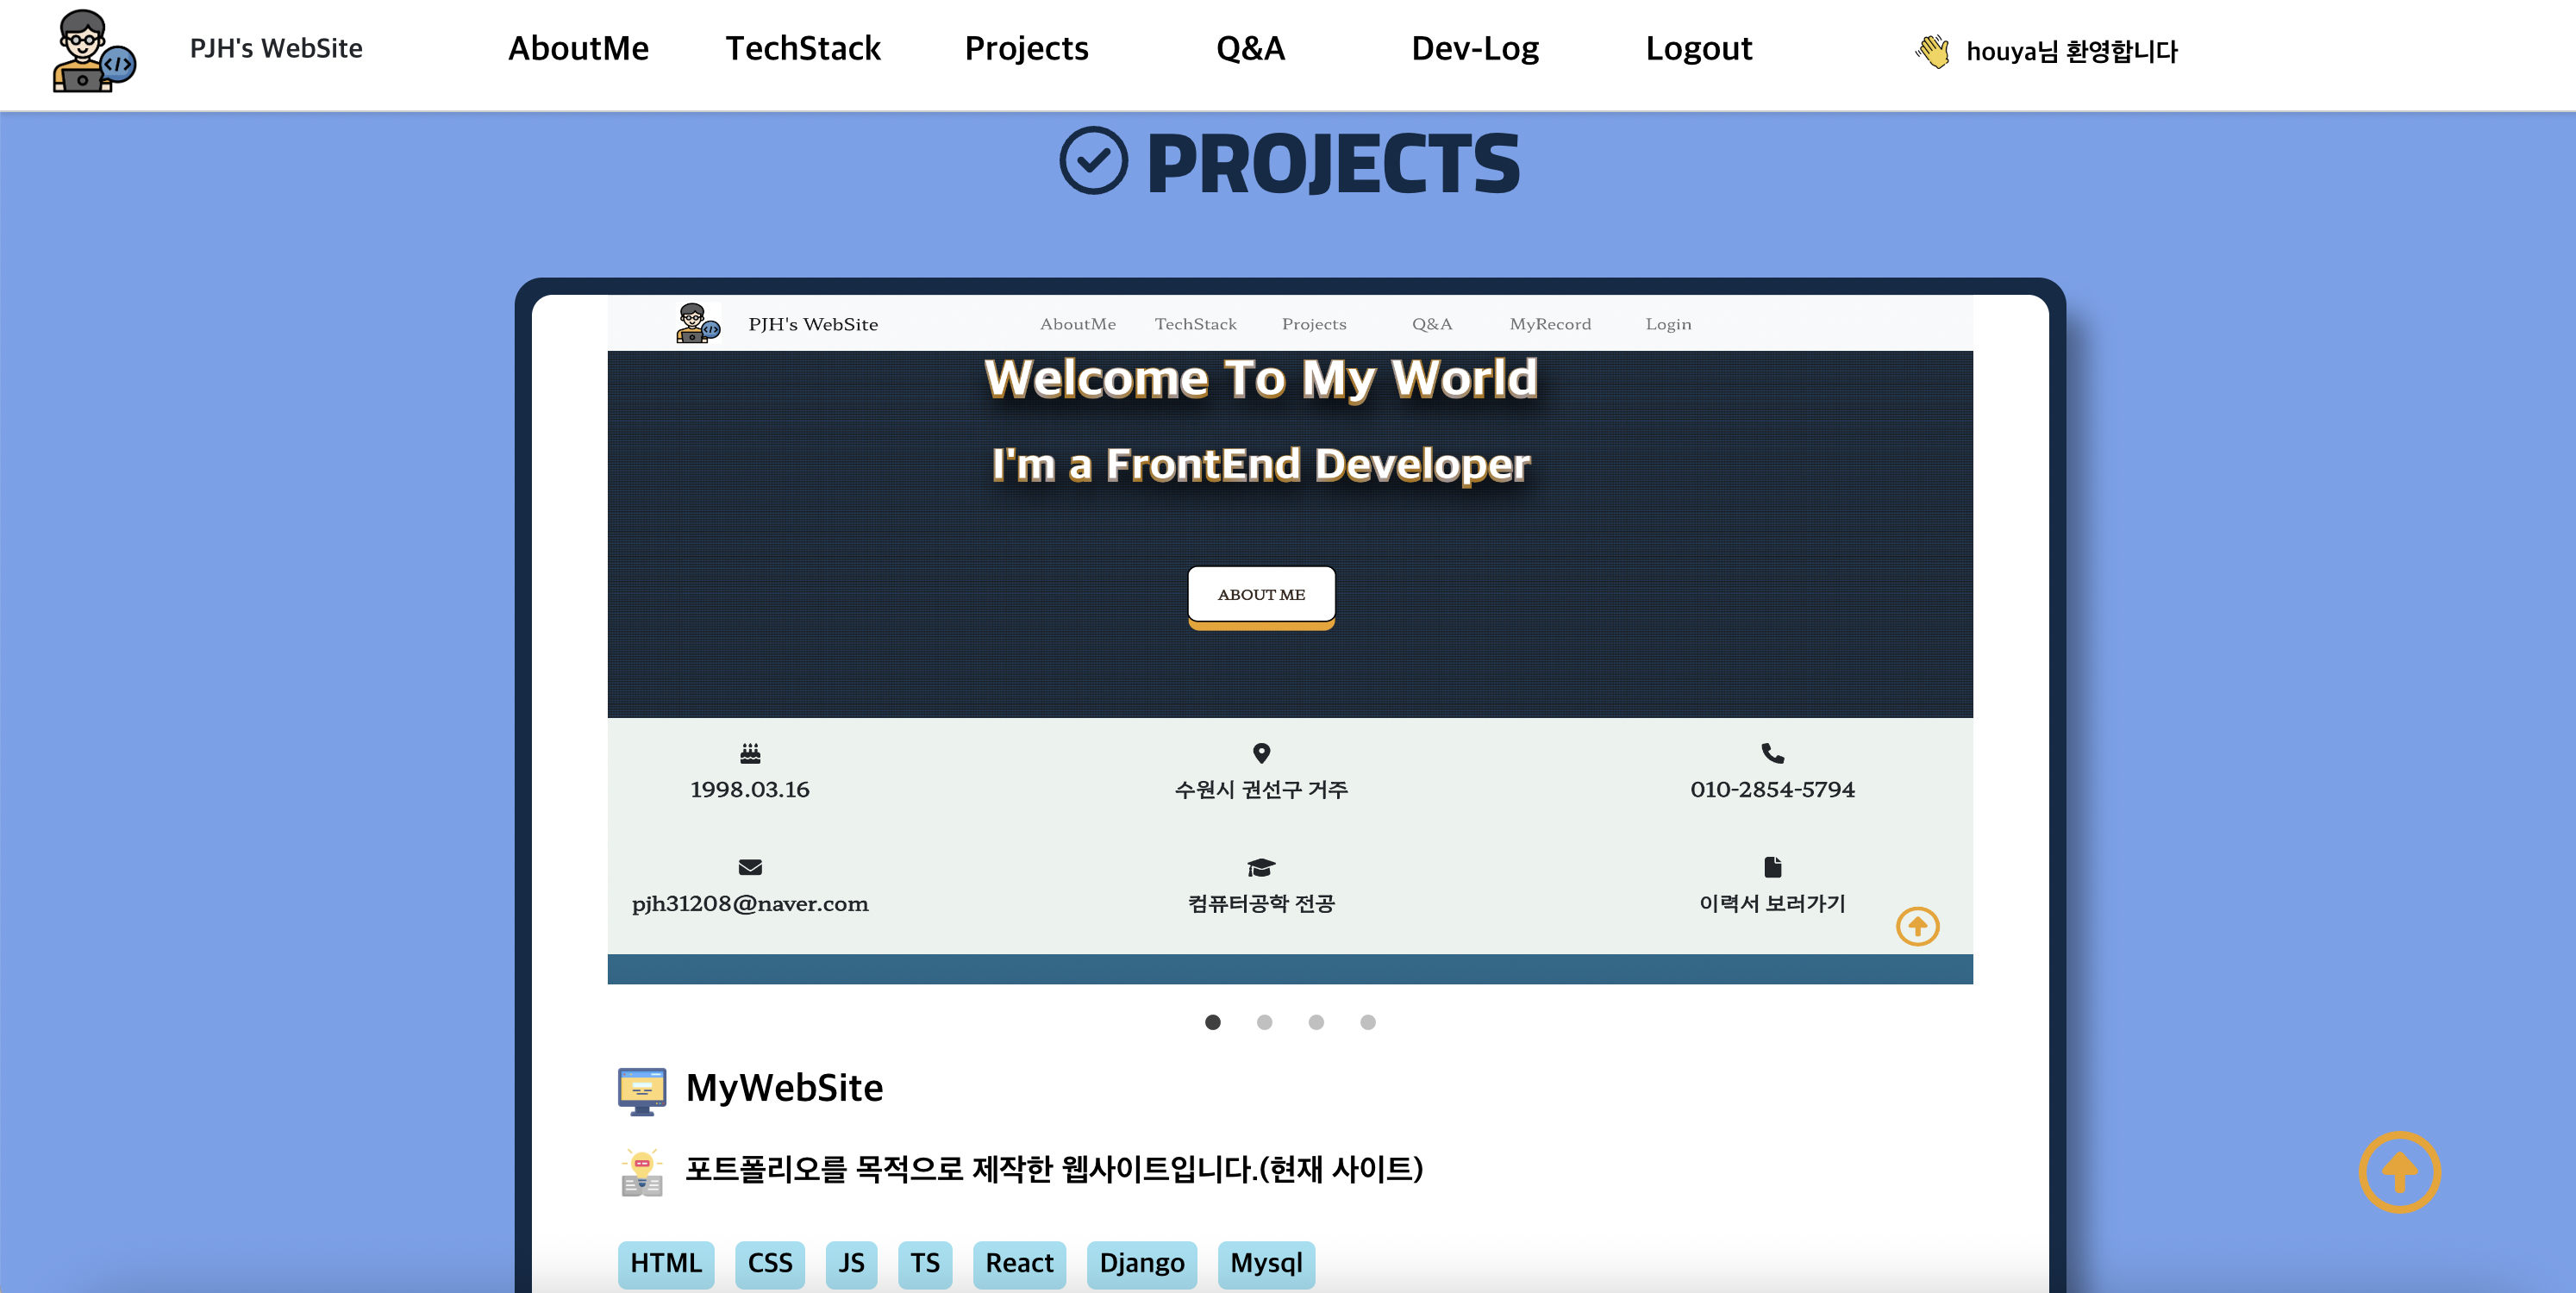 PJH's WebSite AboutMe TechStack Projects Q&A Dev-Log Logout houya님 환영합니다
PROJECTS
PJH's WebSite AboutMe TechStack Projects Q&A MyRecord Login
Welcome To My World
I'm a FrontEnd Developer
ABOUT ME
1998.03.16 수원시 권선구 거주 010-2854-5794
pjh31208@naver.com 컴퓨터공학 전공 이력서 보러가기
MyWebSite
포트폴리오를 목적으로 제작한 웹사이트입니다.(현재 사이트)
HTML CSS JS TS React Django Mysql